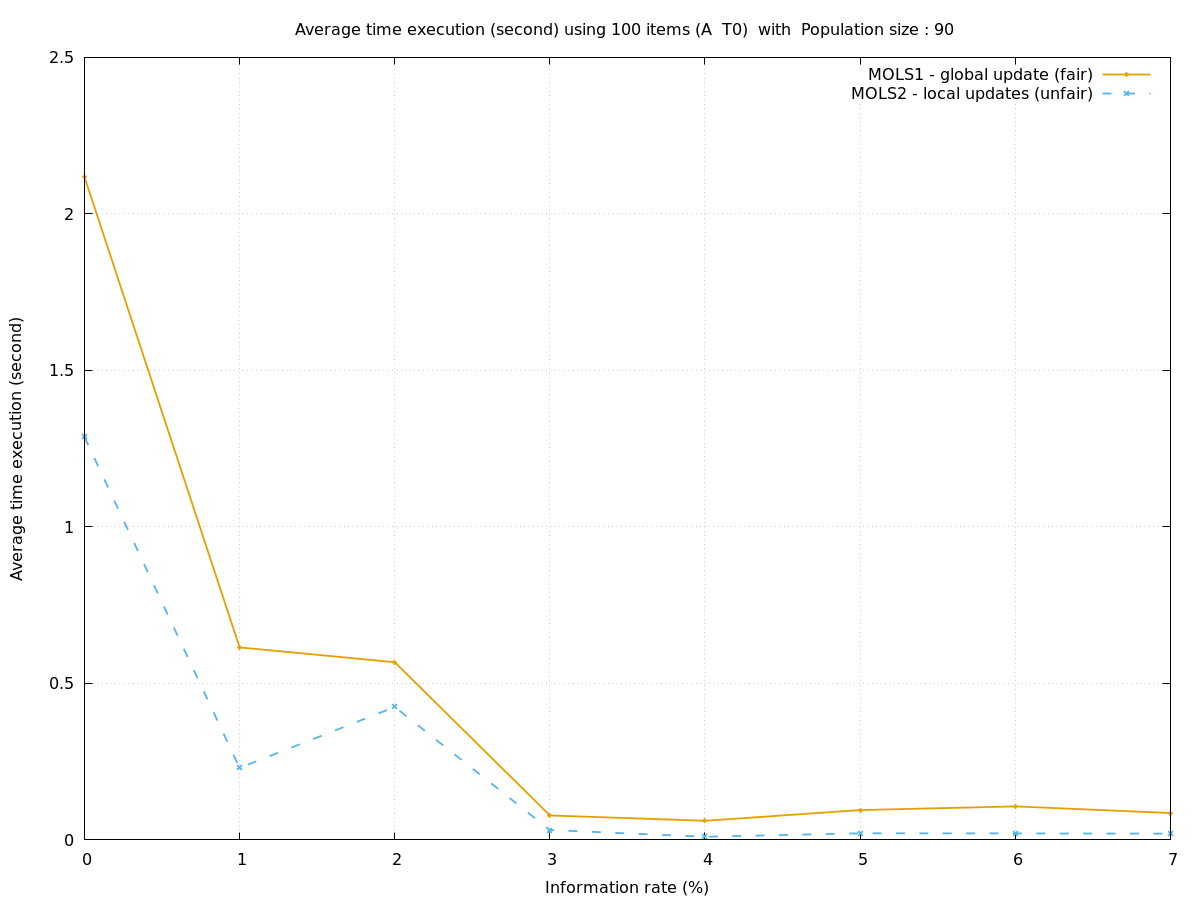 Average time execution (second) using 100 items (A  T0)  with  Population size : 90
MOLS1 - global update (fair)
MOLS2 - local updates (unfair)
2.5
2
1.5
1
0.5
0
Average time execution (second)
0 1 2 3 4 5 6 7
Information rate (%)